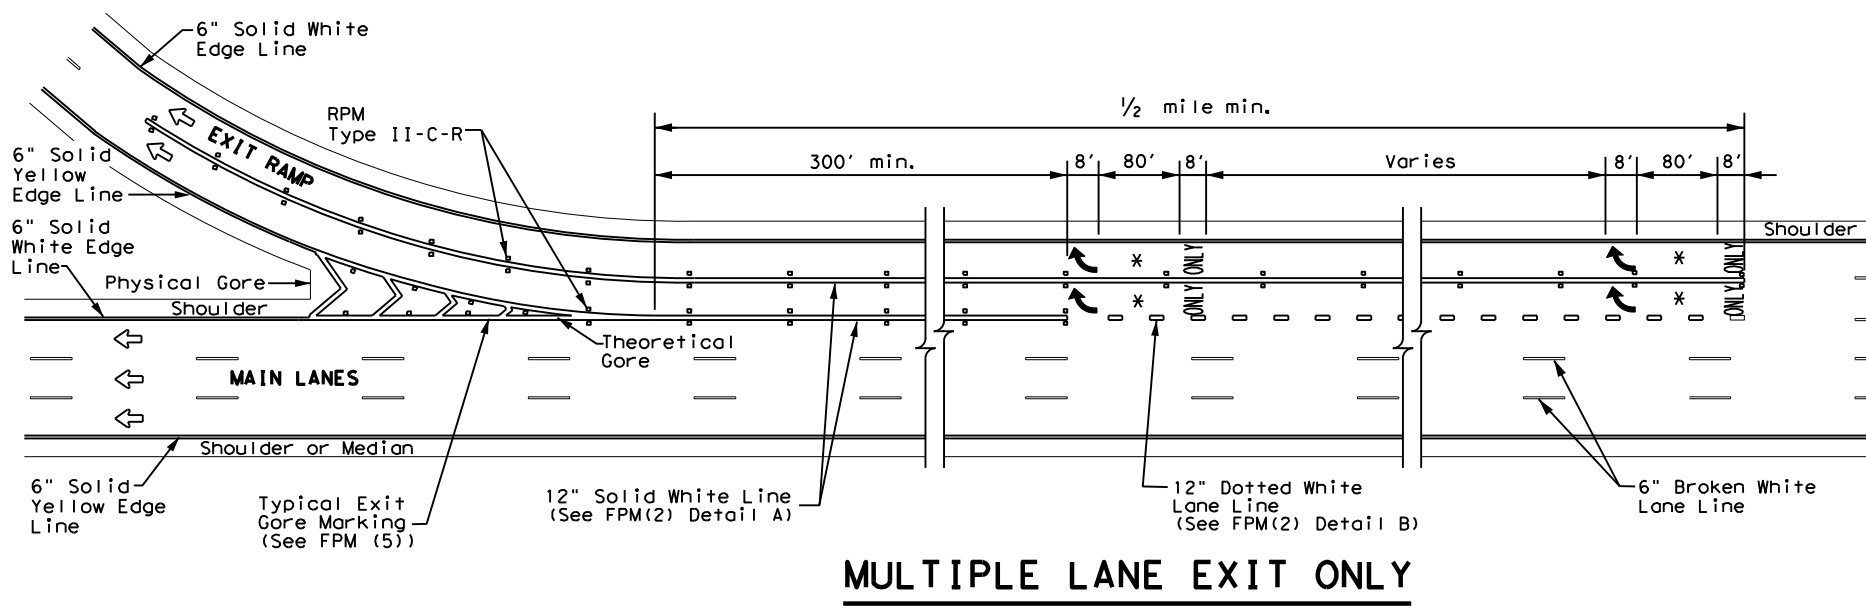 6" Solid White
Edge Line
RPM
Type II-C-R
½ mile min.
300' min.
8'
80'
8'
Varies
8'
80'
8'
EXIT RAMP
6" Solid
Yellow
Edge Line
6" Solid
White Edge
Line
Physical Gore
Shoulder
Shoulder
* ONLY
* ONLY
* ONLY
* ONLY
Theoretical
Gore
MAIN LANES
Shoulder or Median
6" Solid
Yellow Edge
Line
Typical Exit
Gore Marking
(See FPM (5))
12" Solid White Line
(See FPM(2) Detail A)
12" Dotted White
Lane Line
(See FPM(2) Detail B)
6" Broken White
Lane Line
MULTIPLE LANE EXIT ONLY